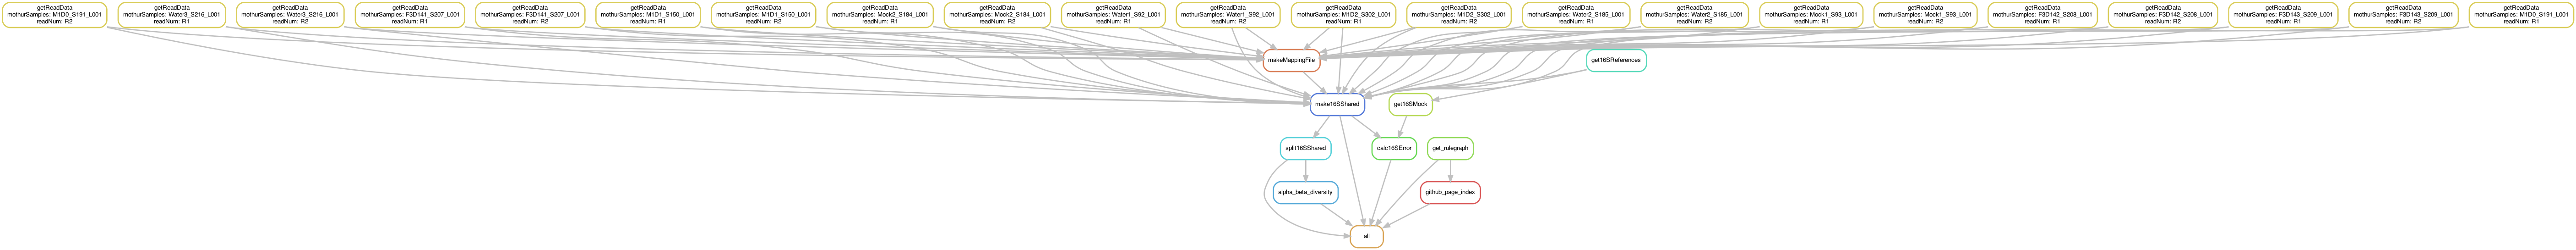 getReadData
mothurSamples: M1D0_S191_L001
readNum: R2
getReadData
mothurSamples: Water3_S216_L001
readNum: R1
getReadData
mothurSamples: Water3_S216_L001
readNum: R2
getReadData
mothurSamples: F3D141_S207_L001
readNum: R1
getReadData
mothurSamples: F3D141_S207_L001
readNum: R2
getReadData
mothurSamples: M1D1_S150_L001
readNum: R1
getReadData
mothurSamples: M1D1_S150_L001
readNum: R2
getReadData
mothurSamples: Mock2_S184_L001
readNum: R1
getReadData
mothurSamples: Mock2_S184_L001
readNum: R2
getReadData
mothurSamples: Water1_S92_L001
readNum: R1
getReadData
mothurSamples: Water1_S92_L001
readNum: R2
getReadData
mothurSamples: M1D2_S302_L001
readNum: R1
getReadData
mothurSamples: M1D2_S302_L001
readNum: R2
getReadData
mothurSamples: Water2_S185_L001
readNum: R1
getReadData
mothurSamples: Water2_S185_L001
readNum: R2
getReadData
mothurSamples: Mock1_S93_L001
readNum: R1
getReadData
mothurSamples: Mock1_S93_L001
readNum: R2
getReadData
mothurSamples: F3D142_S208_L001
readNum: R1
getReadData
mothurSamples: F3D142_S208_L001
readNum: R2
getReadData
mothurSamples: F3D143_S209_L001
readNum: R1
getReadData
mothurSamples: F3D143_S209_L001
readNum: R2
getReadData
mothurSamples: M1D0_S191_L001
readNum: R1
makeMappingFile
get16SReferences
make16SShared
get16SMock
split16SShared
calc16SError
get_rulegraph
alpha_beta_diversity
github_page_index
all